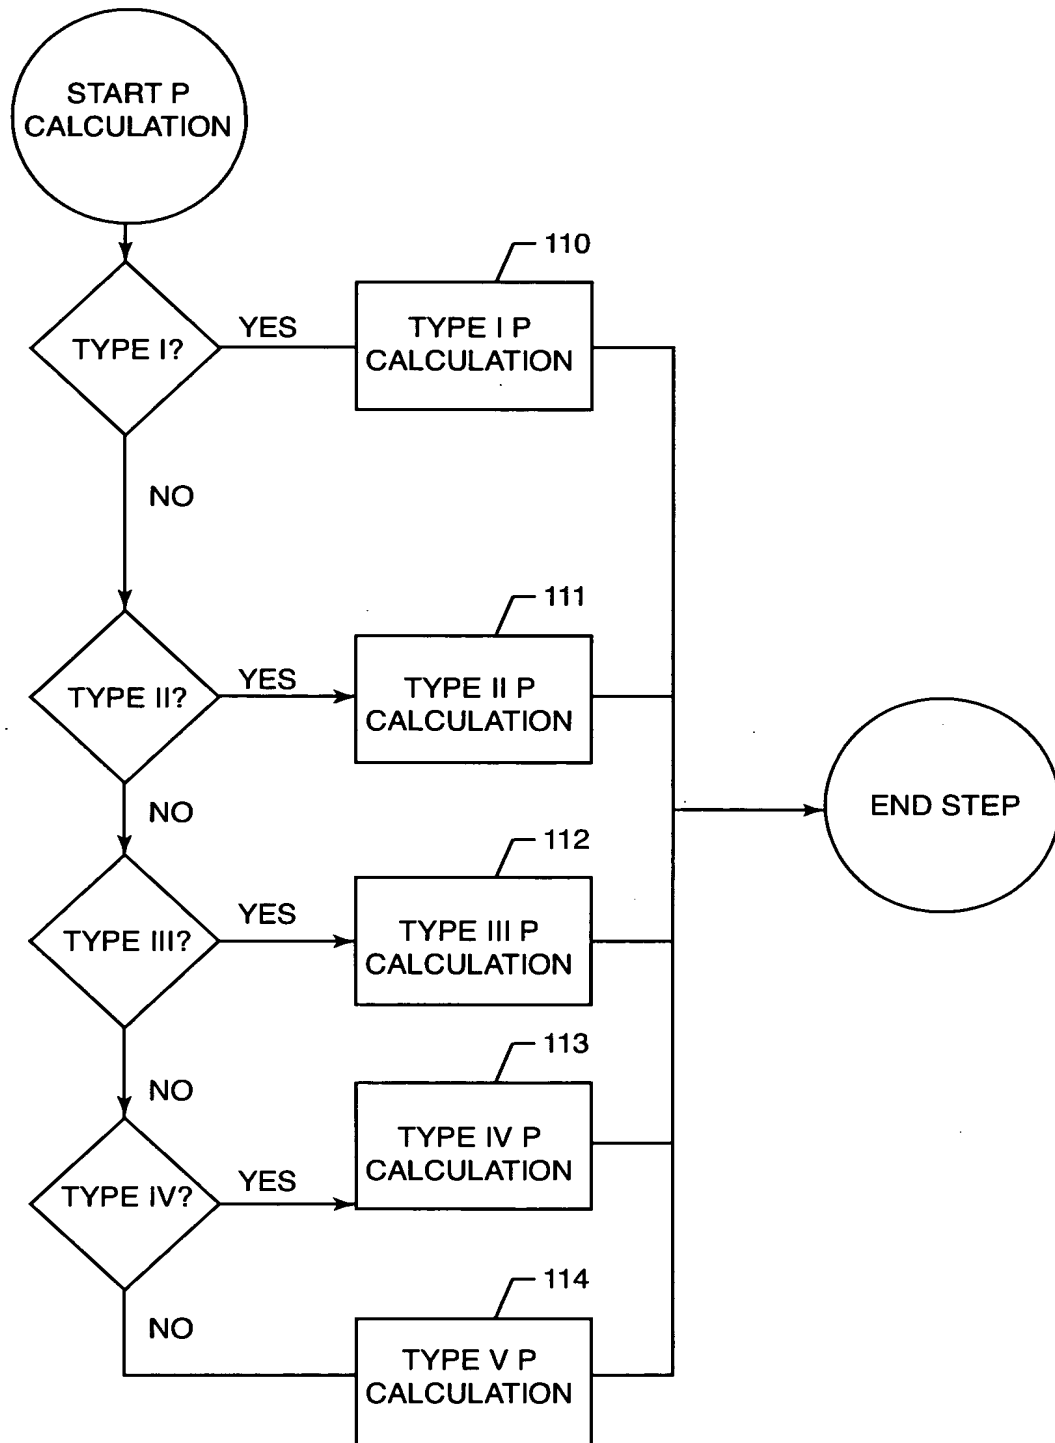 START P
CALCULATION
110
TYPE I?
YES
TYPE I P
CALCULATION
NO
111
TYPE II?
YES
TYPE II P
CALCULATION
NO
END STEP
112
TYPE III?
YES
TYPE III P
CALCULATION
NO
113
TYPE IV?
YES
TYPE IV P
CALCULATION
NO
114
TYPE V P
CALCULATION